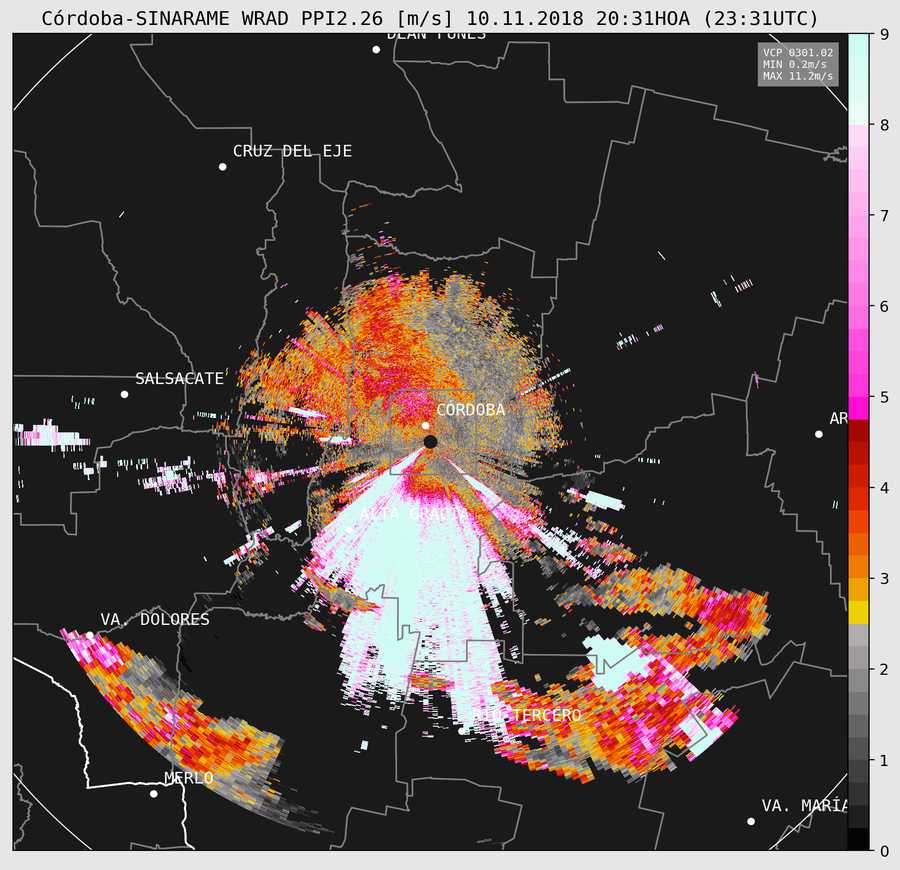 Córdoba-SINARAME WRAD PPI2.26 [m/s] 10.11.2018 20:31HOA (23:31UTC)
DEAN FUNES
VCP 0301.02
MIN 0.2m/s
MAX 11.2m/s
CRUZ DEL EJE
SALSACATE
CÓRDOBA
AR
ALTA GRACIA
VA. DOLORES
RIO TERCERO
MERLO
VA. MARÍA
9
8
7
6
5
4
3
2
1
0